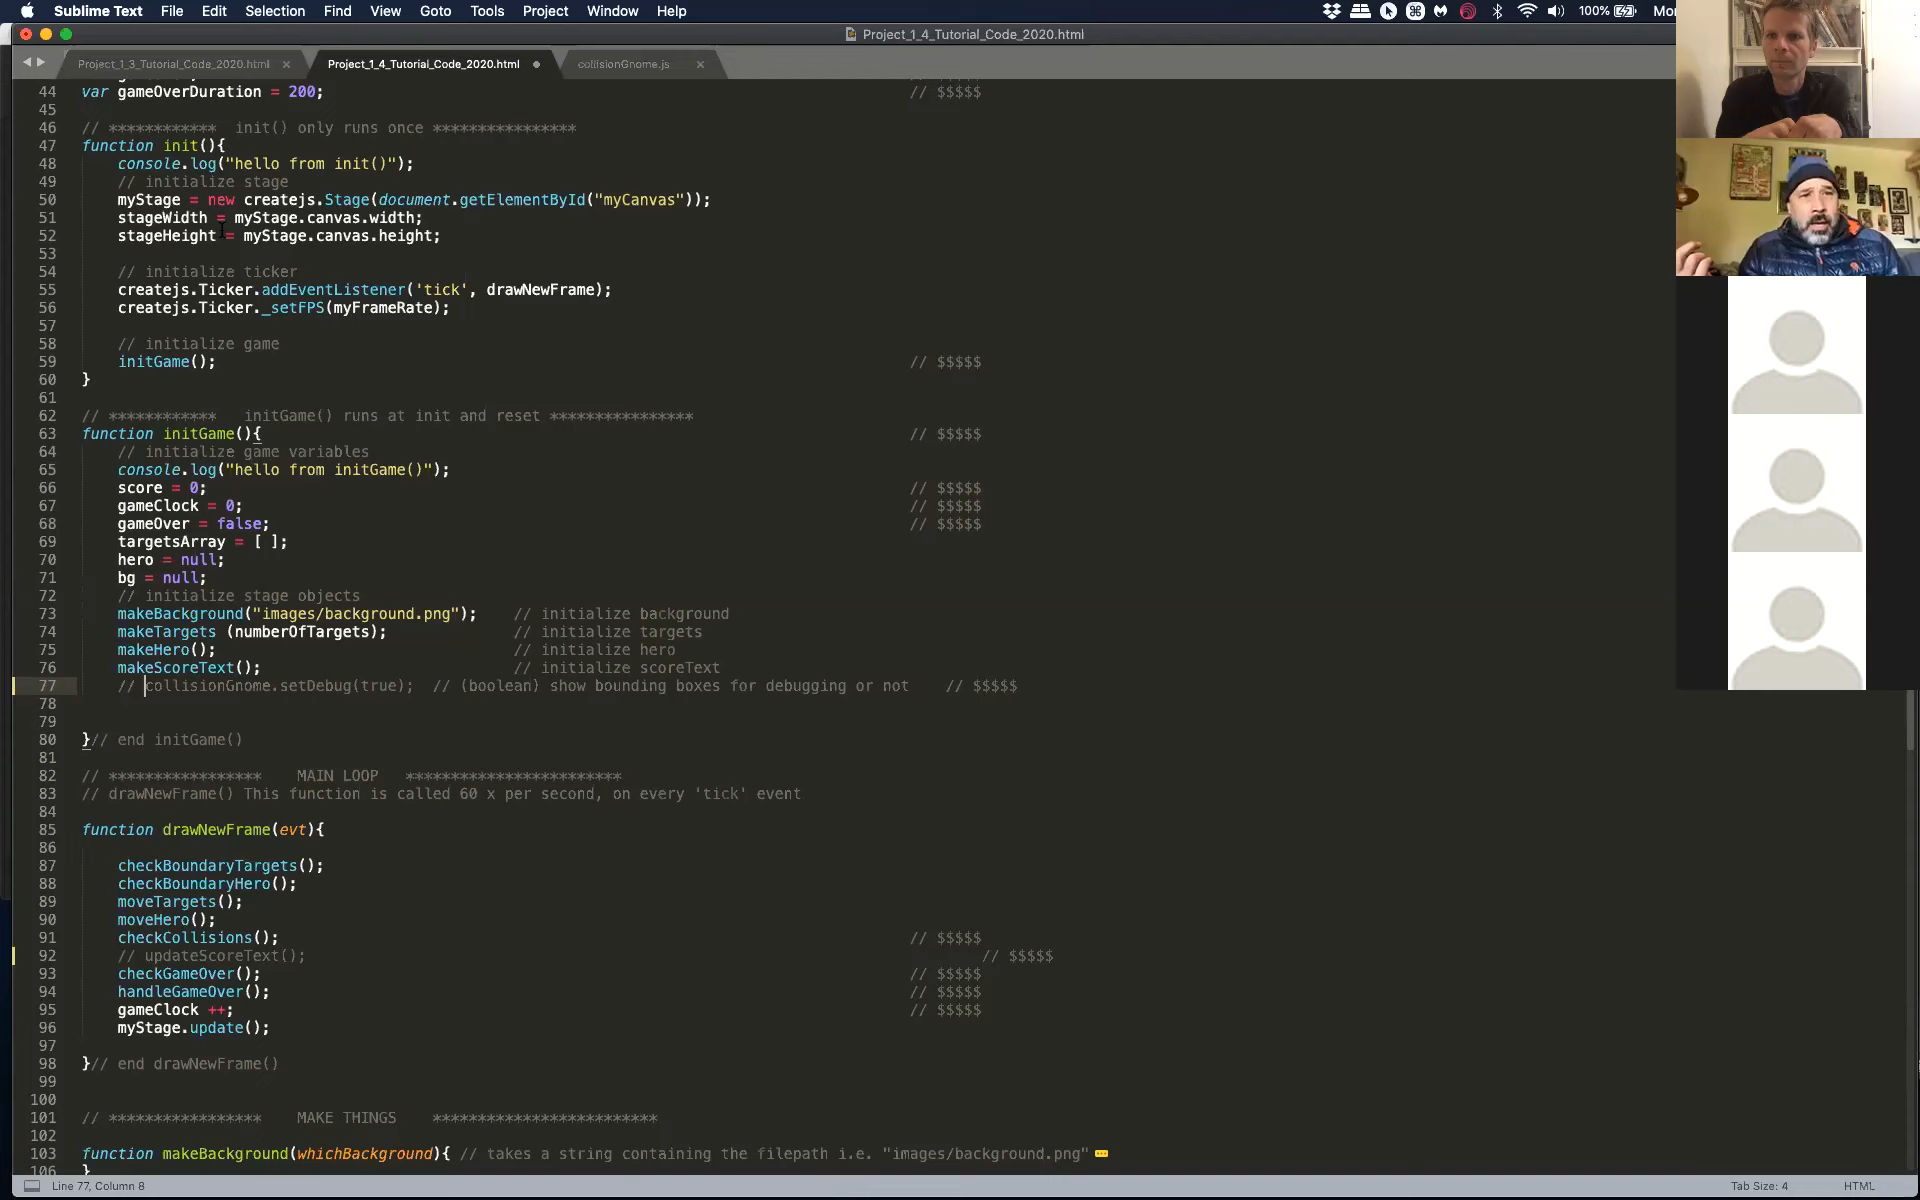 Sublime Text File Edit Selection Find View Goto Tools Project Window Help 100% Mo
Project_1_4_Tutorial_Code_2020.html
Project_1_3_Tutorial_Code_2020.html Project_1_4_Tutorial_Code_2020.html collisionGnome.js
44 var gameOverDuration = 200; // $$$$$
45
46 // ************ init() only runs once ****************
47 function init(){
48 console.log("hello from init()");
49 // initialize stage
50 myStage = new createjs.Stage(document.getElementById("myCanvas"));
51 stageWidth = myStage.canvas.width;
52 stageHeight = myStage.canvas.height;
53
54 // initialize ticker
55 createjs.Ticker.addEventListener('tick', drawNewFrame);
56 createjs.Ticker._setFPS(myFrameRate);
57
58 // initialize game
59 initGame(); // $$$$$
60 }
61
62 // ************ initGame() runs at init and reset ****************
63 function initGame(){ // $$$$$
64 // initialize game variables
65 console.log("hello from initGame()");
66 score = 0; // $$$$$
67 gameClock = 0; // $$$$$
68 gameOver = false; // $$$$$
69 targetsArray = [ ];
70 hero = null;
71 bg = null;
72 // initialize stage objects
73 makeBackground("images/background.png"); // initialize background
74 makeTargets (numberOfTargets); // initialize targets
75 makeHero(); // initialize hero
76 makeScoreText(); // initialize scoreText
77 // collisionGnome.setDebug(true); // (boolean) show bounding boxes for debugging or not // $$$$$
78
79
80 }// end initGame()
81
82 // ***************** MAIN LOOP ************************
83 // drawNewFrame() This function is called 60 x per second, on every 'tick' event
84
85 function drawNewFrame(evt){
86
87 checkBoundaryTargets();
88 checkBoundaryHero();
89 moveTargets();
90 moveHero();
91 checkCollisions(); // $$$$$
92 // updateScoreText(); // $$$$$
93 checkGameOver(); // $$$$$
94 handleGameOver(); // $$$$$
95 gameClock ++; // $$$$$
96 myStage.update();
97
98 }// end drawNewFrame()
99
100
101 // ***************** MAKE THINGS *************************
102
103 function makeBackground(whichBackground){ // takes a string containing the filepath i.e. "images/background.png"
106 }
Line 77, Column 8 Tab Size: 4 HTML